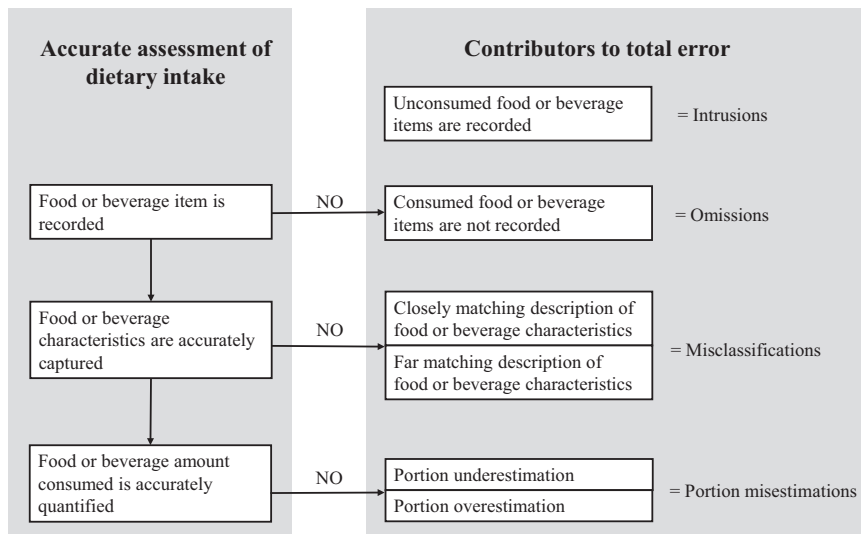 Accurate assessment of
dietary intake
Contributors to total error
Unconsumed food or beverage
items are recorded
= Intrusions
Food or beverage item is
recorded
NO
Consumed food or beverage
items are not recorded
= Omissions
Food or beverage
characteristics are accurately
captured
NO
Closely matching description of
food or beverage characteristics
Far matching description of
food or beverage characteristics
= Misclassifications
Food or beverage amount
consumed is accurately
quantified
NO
Portion underestimation
Portion overestimation
= Portion misestimations